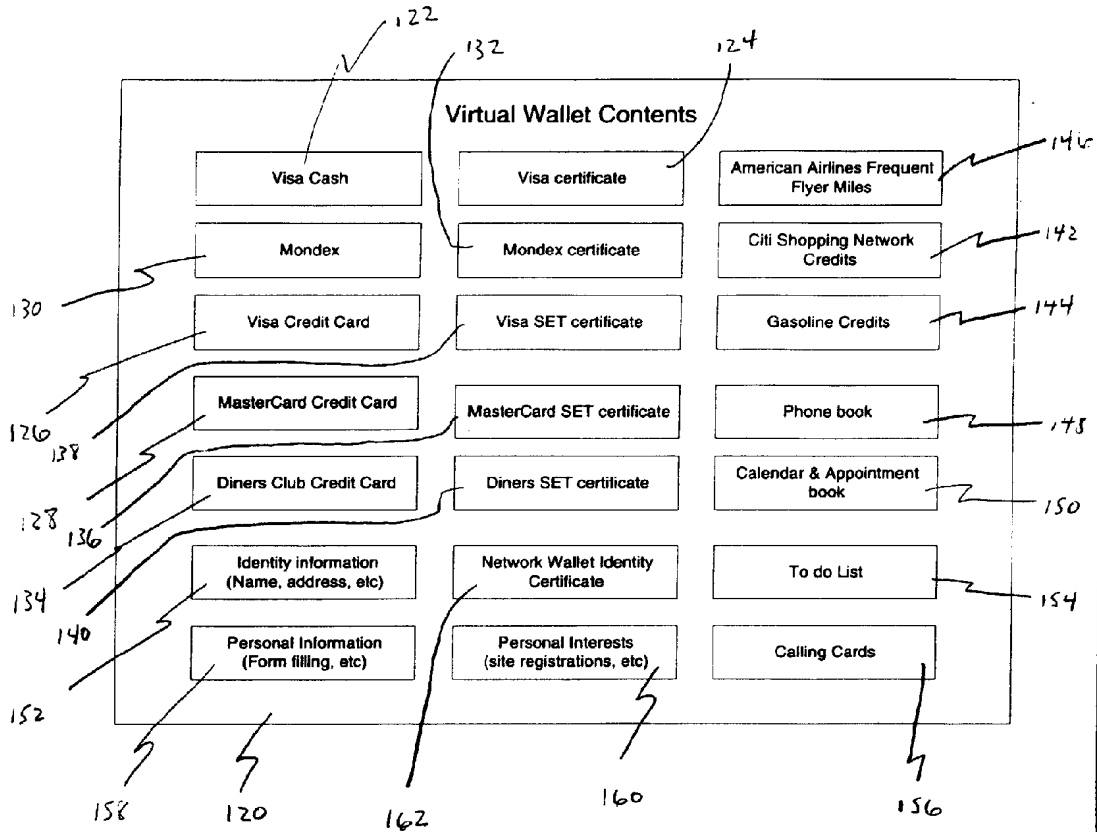 122
132
124
Virtual Wallet Contents
146
Visa Cash
Visa certificate
American Airlines Frequent
Flyer Miles
Mondex
Mondex certificate
Citi Shopping Network
Credits
142
130
Visa Credit Card
Visa SET certificate
Gasoline Credits
144
126
138
MasterCard Credit Card
MasterCard SET certificate
Phone book
148
128
136
Diners Club Credit Card
Diners SET certificate
Calendar & Appointment
book
150
134
140
Identity information
(Name, address, etc)
Network Wallet Identity
Certificate
To do List
154
152
Personal Information
(Form filling, etc)
Personal Interests
(site registrations, etc)
Calling Cards
158
120
162
160
156